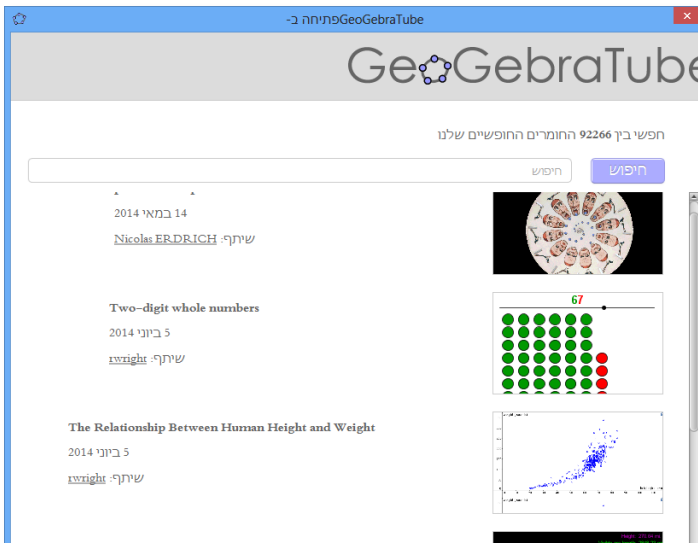 פתיחה ב-GeoGebraTube
GeoGebraTube
חפשי בין 92266 החומרים החופשיים שלנו
חיפוש חיפוש
14 במאי 2014
שיתף: Nicolas ERDRICH
Two-digit whole numbers
5 ביוני 2014
שיתף: rwright
67
The Relationship Between Human Height and Weight
5 ביוני 2014
שיתף: rwright